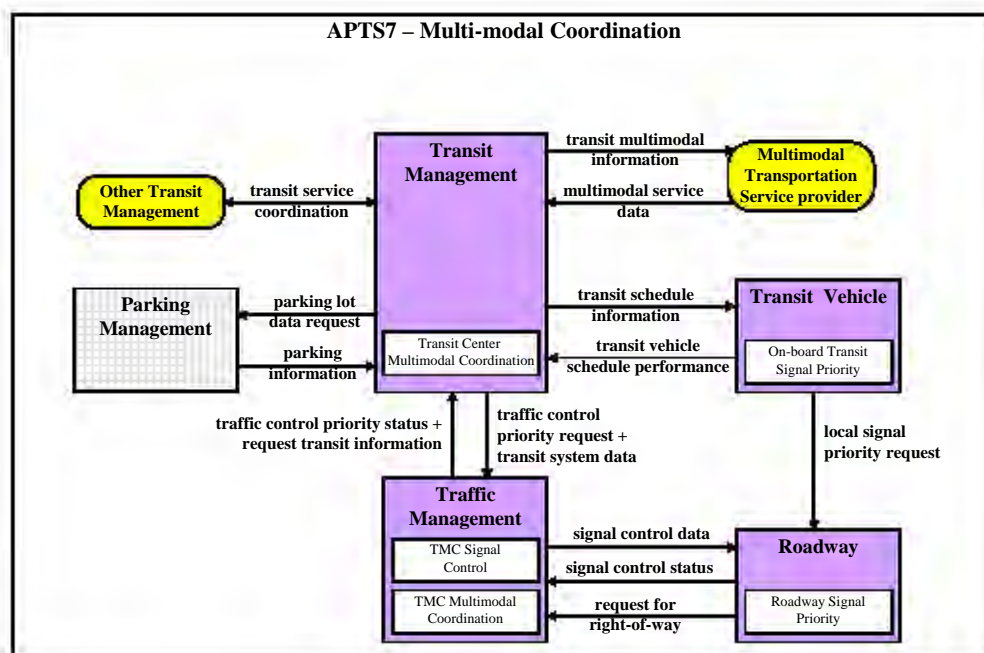 APTS7 – Multi-modal Coordination
Transit
Management
transit multimodal
information
Multimodal
Transportation
Service provider
Other Transit
Management
transit service
coordination
multimodal service
data
Parking
Management
parking lot
data request
parking
information
Transit Center
Multimodal Coordination
transit schedule
information
transit vehicle
schedule performance
Transit Vehicle
On-board Transit
Signal Priority
traffic control priority status +
request transit information
traffic control
priority request +
transit system data
local signal
priority request
Traffic
Management
TMC Signal
Control
TMC Multimodal
Coordination
signal control data
signal control status
request for
right-of-way
Roadway
Roadway Signal
Priority